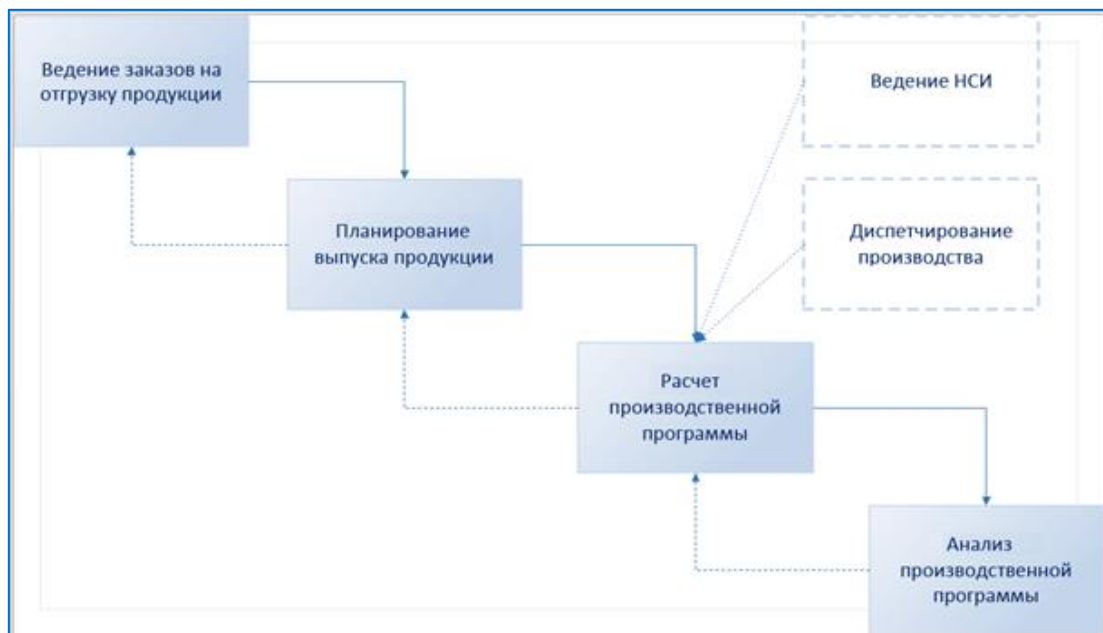 Ведение заказов на
отгрузку продукции
Ведение НСИ
Планирование
выпуска продукции
Диспетчирование
производства
Расчет
производственной
программы
Анализ
производственной
программы